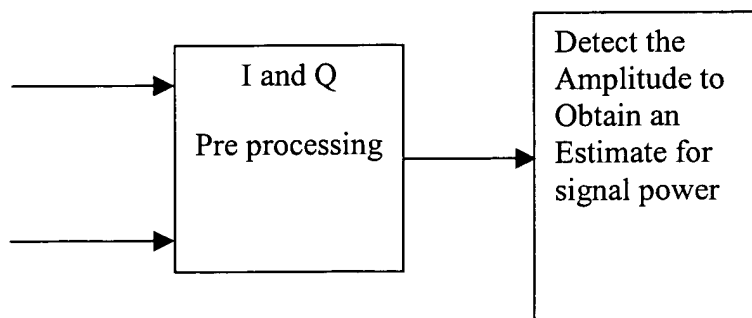 I and Q
Pre processing
Detect the
Amplitude to
Obtain an
Estimate for
signal power